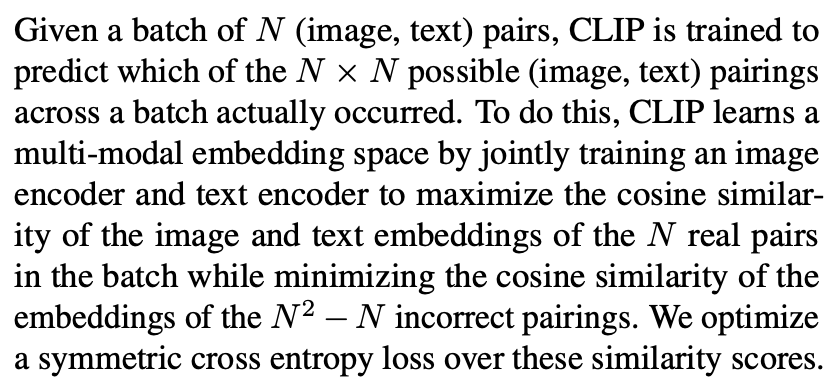 Given a batch of N (image, text) pairs, CLIP is trained to
predict which of the N × N possible (image, text) pairings
across a batch actually occurred. To do this, CLIP learns a
multi-modal embedding space by jointly training an image
encoder and text encoder to maximize the cosine similar-
ity of the image and text embeddings of the N real pairs
in the batch while minimizing the cosine similarity of the
embeddings of the N² − N incorrect pairings. We optimize
a symmetric cross entropy loss over these similarity scores.